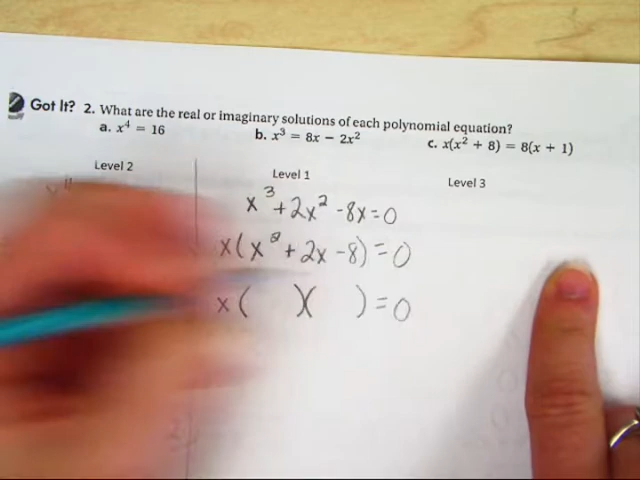 Got It? 2. What are the real or imaginary solutions of each polynomial equation?
a. x⁴ = 16 b. x³ = 8x − 2x² c. x(x² + 8) = 8(x + 1)
Level 2 Level 1 Level 3
x³ + 2x² - 8x = 0
x(x² + 2x - 8) = 0
x( )( ) = 0